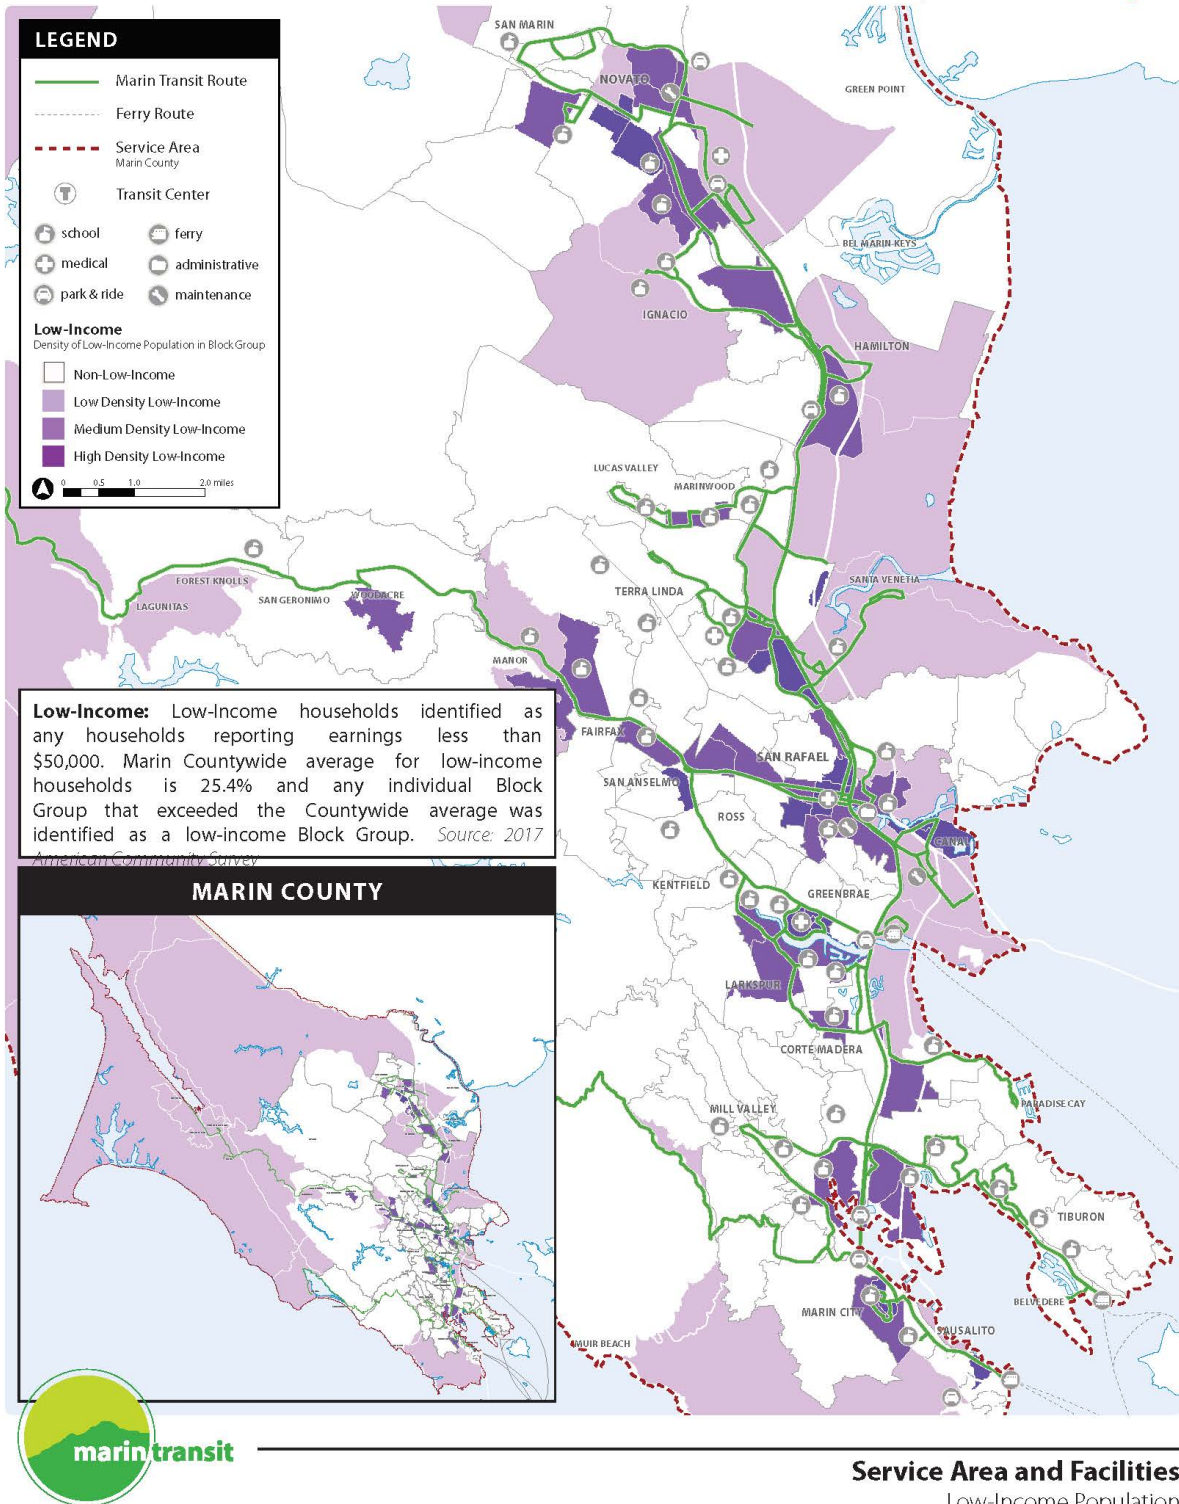 LEGEND
Marin Transit Route
Ferry Route
Service Area
Marin County
T
Transit Center
school
ferry
medical
administrative
park & ride
maintenance
Low-Income
Density of Low-Income Population in Block Group
Non-Low-Income
Low Density Low-Income
Medium Density Low-Income
High Density Low-Income
0 0.5 1.0 2.0 miles
SAN MARIN
NOVATO
GREEN POINT
BEL MARIN KEYS
IGNACIO
HAMILTON
LUCAS VALLEY
MARINWOOD
FOREST KNOLLS
LAGUNITAS
SAN GERONIMO
WOODACRE
TERRA LINDA
SANTA VENETIA
MANOR
FAIRFAX
SAN RAFAEL
SAN ANSELMO
ROSS
CANAL
KENTFIELD
GREENBRAE
LARKSPUR
CORTE MADERA
MILL VALLEY
PARADISE CAY
TIBURON
BELVEDERE
MARIN CITY
SAUSALITO
MUIR BEACH
Low-Income: Low-Income households identified as
any households reporting earnings less than
$50,000. Marin Countywide average for low-income
households is 25.4% and any individual Block
Group that exceeded the Countywide average was
identified as a low-income Block Group. Source: 2017
American Community Survey
MARIN COUNTY
marintransit
Service Area and Facilities
Low-Income Population